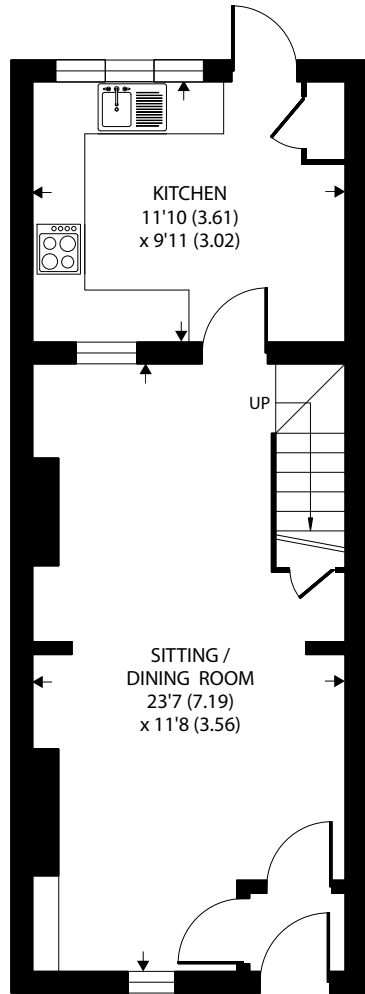 KITCHEN
11'10 (3.61)
x 9'11 (3.02)
UP
SITTING /
DINING ROOM
23'7 (7.19)
x 11'8 (3.56)